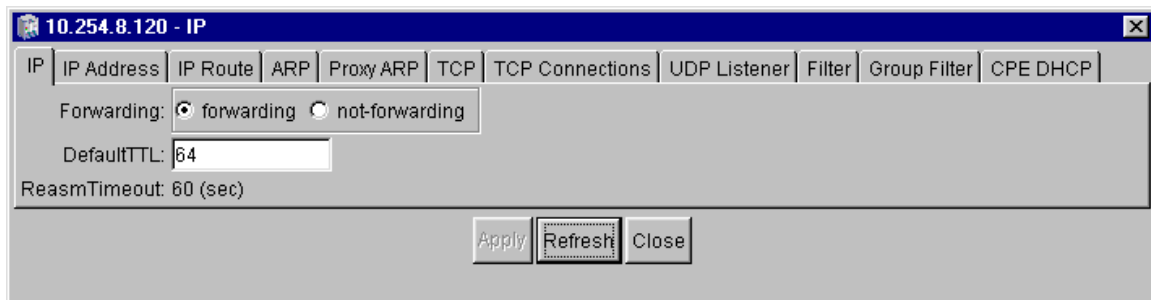 10.254.8.120 - IP
IP IP Address IP Route ARP Proxy ARP TCP TCP Connections UDP Listener Filter Group Filter CPE DHCP
Forwarding: forwarding not-forwarding
DefaultTTL: 64
ReasmTimeout: 60 (sec)
Apply Refresh Close